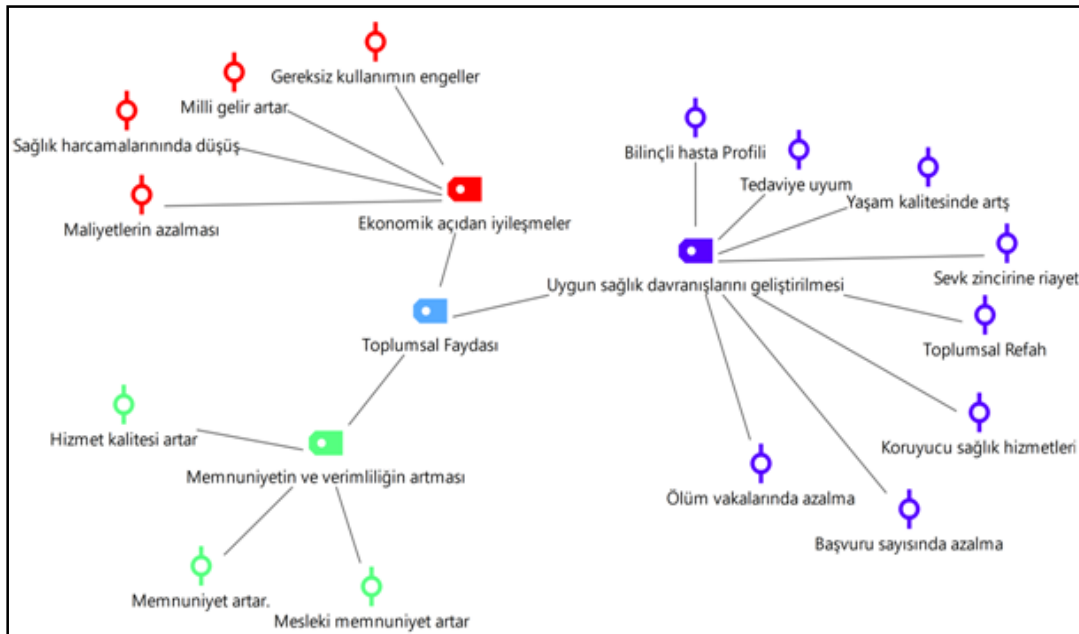 Gereksiz kullanımın engeller
Milli gelir artar.
Sağlık harcamalarınında düşüş
Maliyetlerin azalması
Ekonomik açıdan iyileşmeler
Bilinçli hasta Profili
Tedaviye uyum
Yaşam kalitesinde artş
Sevk zincirine riayet
Uygun sağlık davranışlarını geliştirilmesi
Toplumsal Refah
Toplumsal Faydası
Koruyucu sağlık hizmetleri
Hizmet kalitesi artar
Memnuniyetin ve verimliliğin artması
Ölüm vakalarında azalma
Başvuru sayısında azalma
Memnuniyet artar.
Mesleki memnuniyet artar